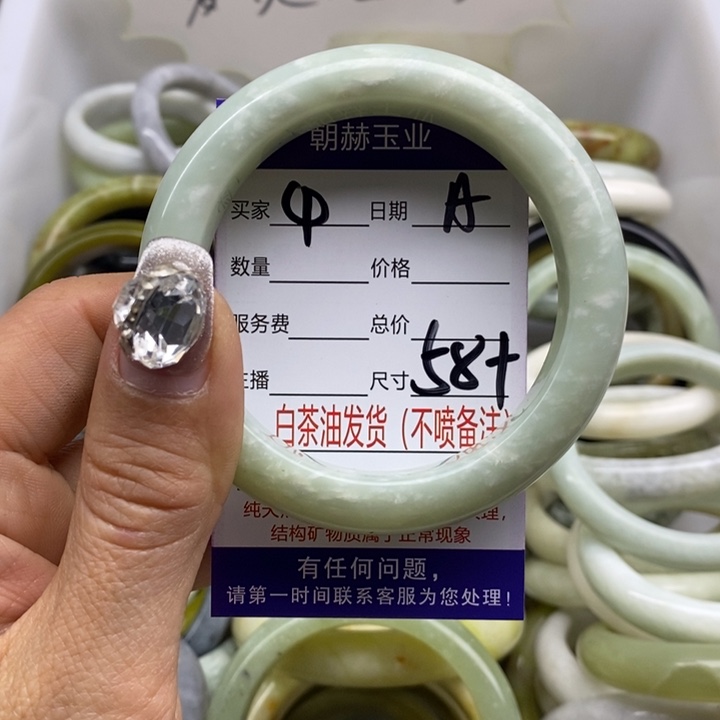 朝赫玉业
买家 中 日期 A
数量 价格
服务费 总价
主播 尺寸 58+
白茶油发货（不喷备注）
结构矿物质属于正常现象
有任何问题，
请第一时间联系客服为您处理！